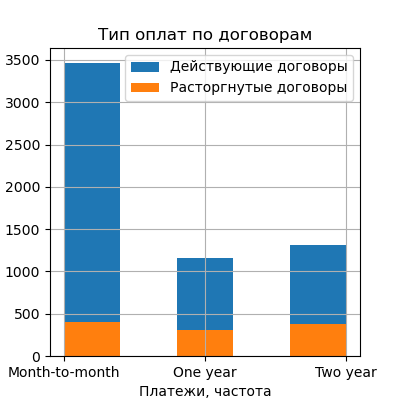 Тип оплат по договорам
Действующие договоры
Расторгнутые договоры
3500
3000
2500
2000
1500
1000
500
0
Month-to-month One year Two year
Платежи, частота